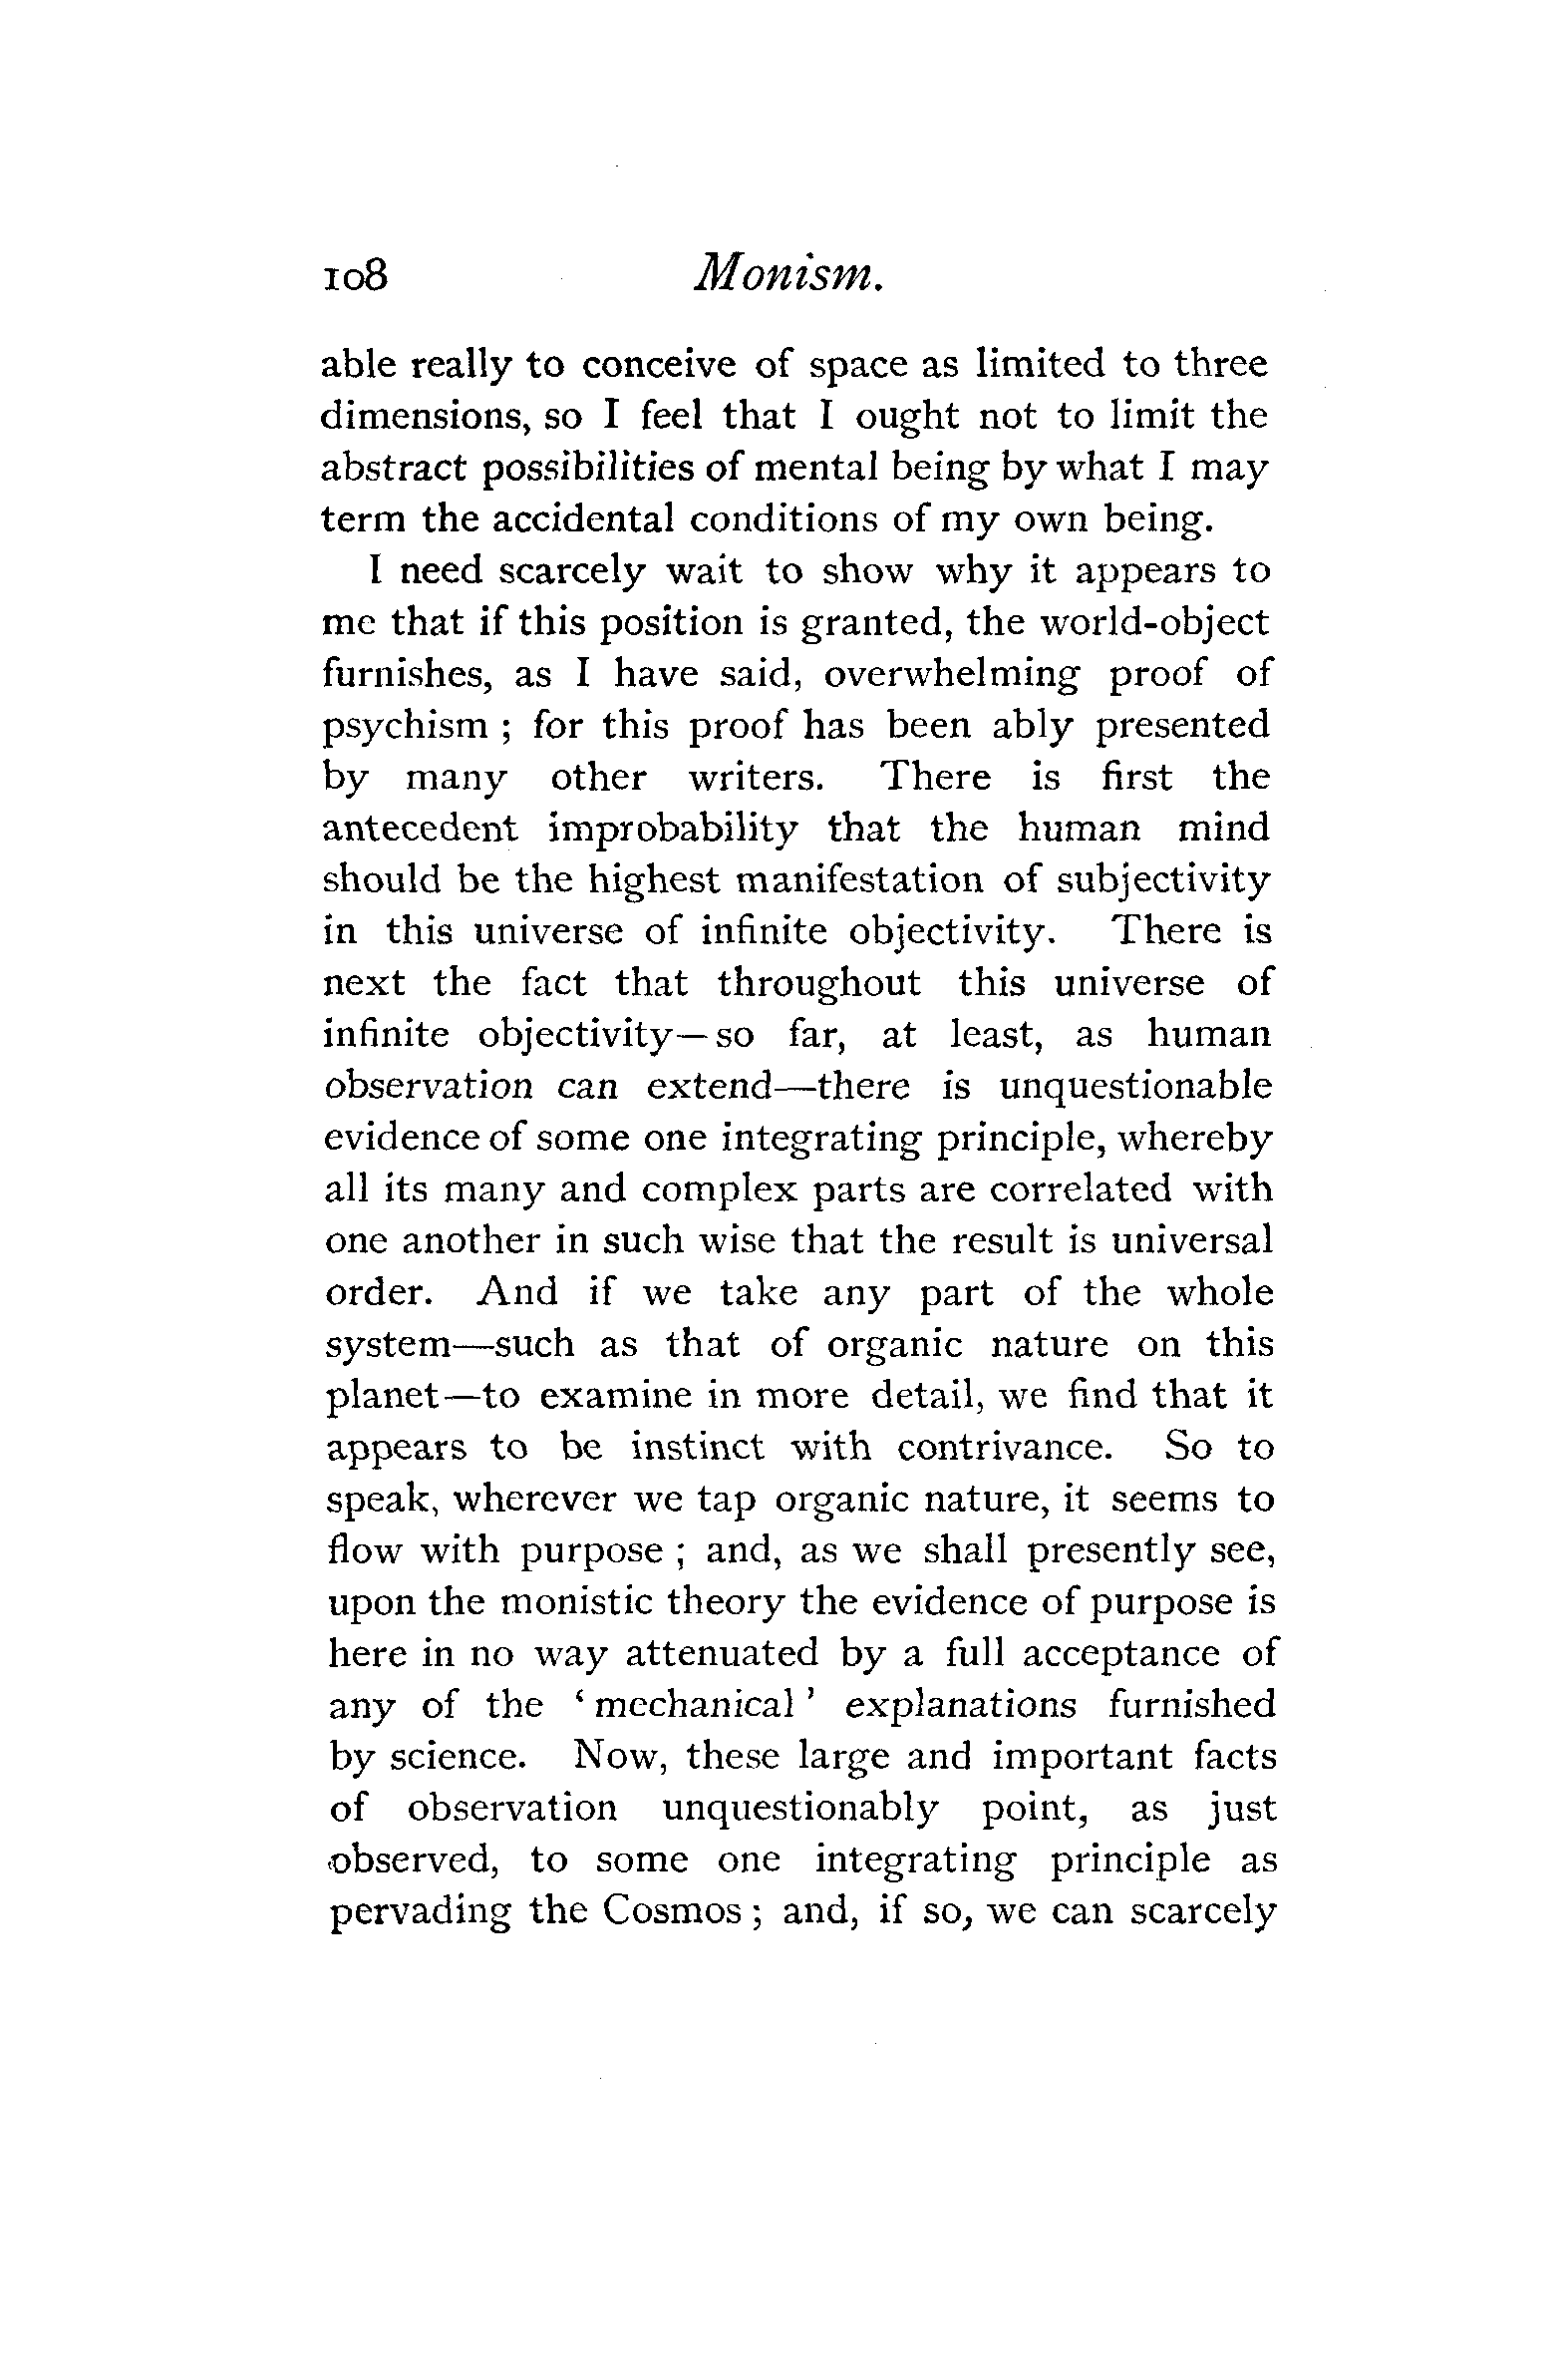 108 Monism.
able really to conceive of space as limited to three
dimensions, so I feel that I ought not to limit the
abstract possibilities of mental being by what I may
term the accidental conditions of my own being.
I need scarcely wait to show why it appears to
me that if this position is granted, the world-object
furnishes, as I have said, overwhelming proof of
psychism ; for this proof has been ably presented
by many other writers. There is first the
antecedent improbability that the human mind
should be the highest manifestation of subjectivity
in this universe of infinite objectivity. There is
next the fact that throughout this universe of
infinite objectivity—so far, at least, as human
observation can extend—there is unquestionable
evidence of some one integrating principle, whereby
all its many and complex parts are correlated with
one another in such wise that the result is universal
order. And if we take any part of the whole
system—such as that of organic nature on this
planet—to examine in more detail, we find that it
appears to be instinct with contrivance. So to
speak, wherever we tap organic nature, it seems to
flow with purpose ; and, as we shall presently see,
upon the monistic theory the evidence of purpose is
here in no way attenuated by a full acceptance of
any of the ‘mechanical’ explanations furnished
by science. Now, these large and important facts
of observation unquestionably point, as just
observed, to some one integrating principle as
pervading the Cosmos ; and, if so, we can scarcely